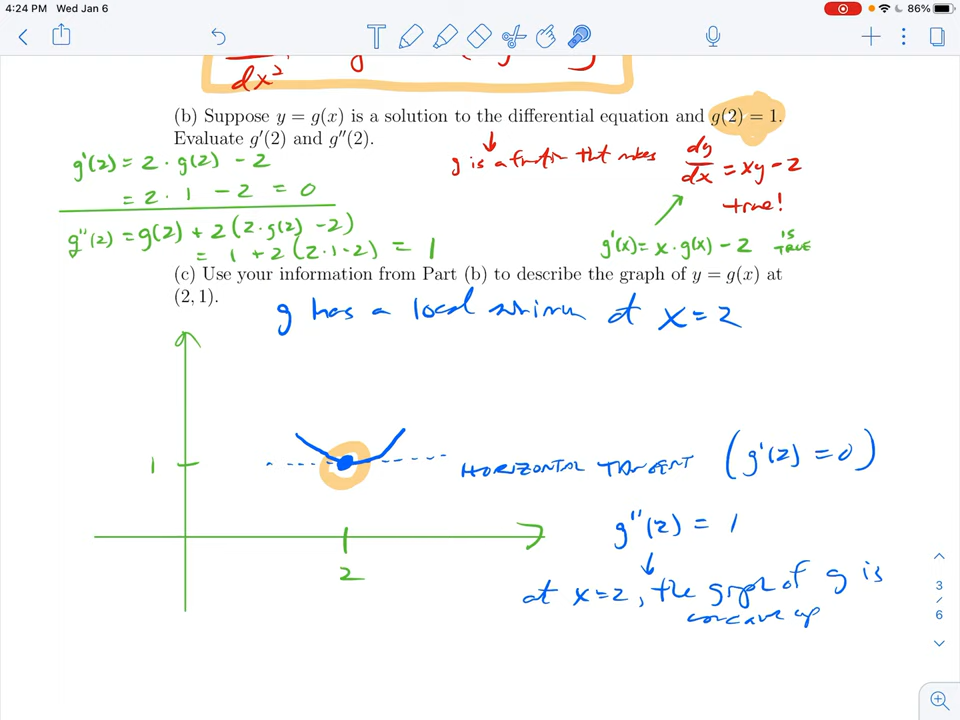 4:24 PM Wed Jan 6
86%
dx²
(b) Suppose y = g(x) is a solution to the differential equation and g(2) = 1.
Evaluate g′(2) and g″(2).
g is a function that makes dy/dx = xy - 2
true!
g'(2) = 2 · g(2) - 2
= 2 · 1 - 2 = 0
g"(2) = g(2) + 2(2 · g(2) - 2)
= 1 + 2(2·1-2) = 1
g'(x) = x · g(x) - 2 is TRUE
(c) Use your information from Part (b) to describe the graph of y = g(x) at
(2, 1).
g has a local minimum at x = 2
1
HORIZONTAL TANGENT (g'(2) = 0)
g"(2) = 1
2
at x=2, the graph of g is
concave up
3
/
6